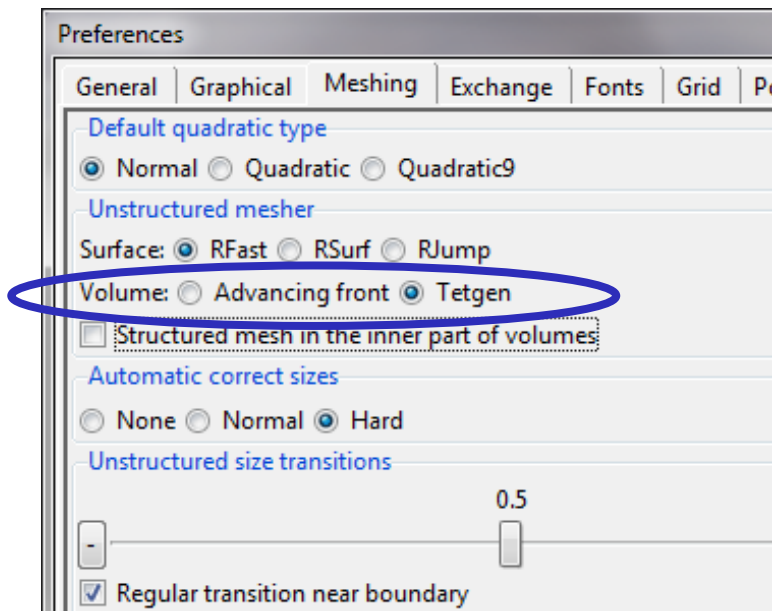 Preferences
General Graphical Meshing Exchange Fonts Grid
Default quadratic type
Normal Quadratic Quadratic9
Unstructured mesher
Surface: RFast RSurf RJump
Volume: Advancing front Tetgen
Structured mesh in the inner part of volumes
Automatic correct sizes
None Normal Hard
Unstructured size transitions
0.5
-
Regular transition near boundary